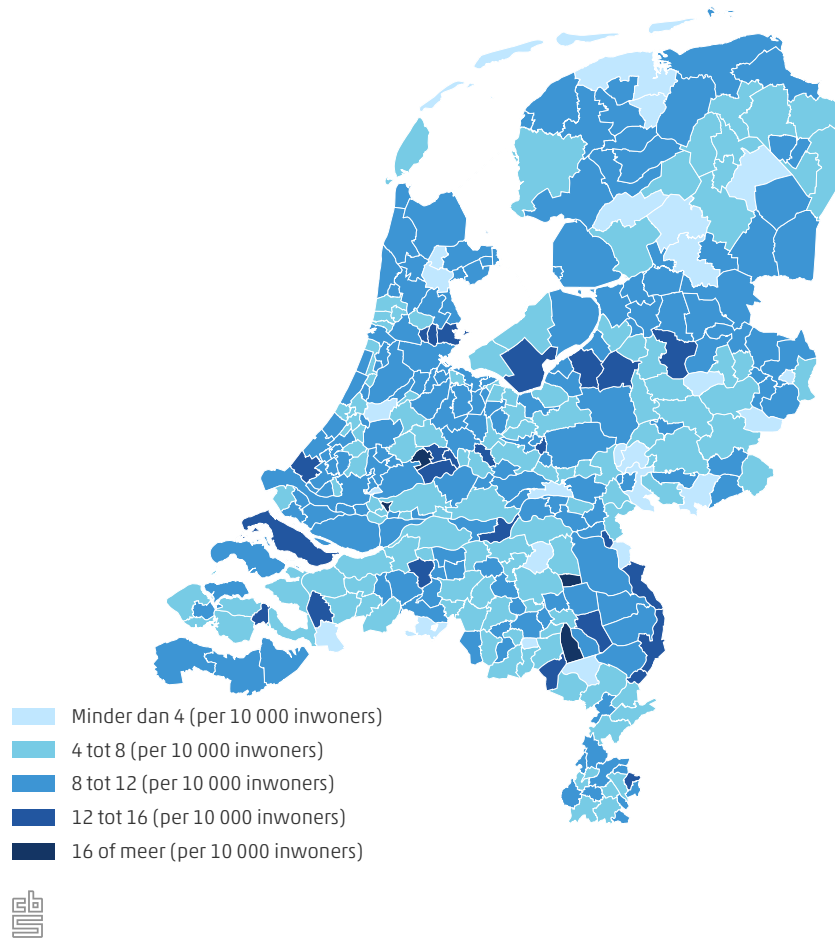 Minder dan 4 (per 10 000 inwoners)
4 tot 8 (per 10 000 inwoners)
8 tot 12 (per 10 000 inwoners)
12 tot 16 (per 10 000 inwoners)
16 of meer (per 10 000 inwoners)
cbs